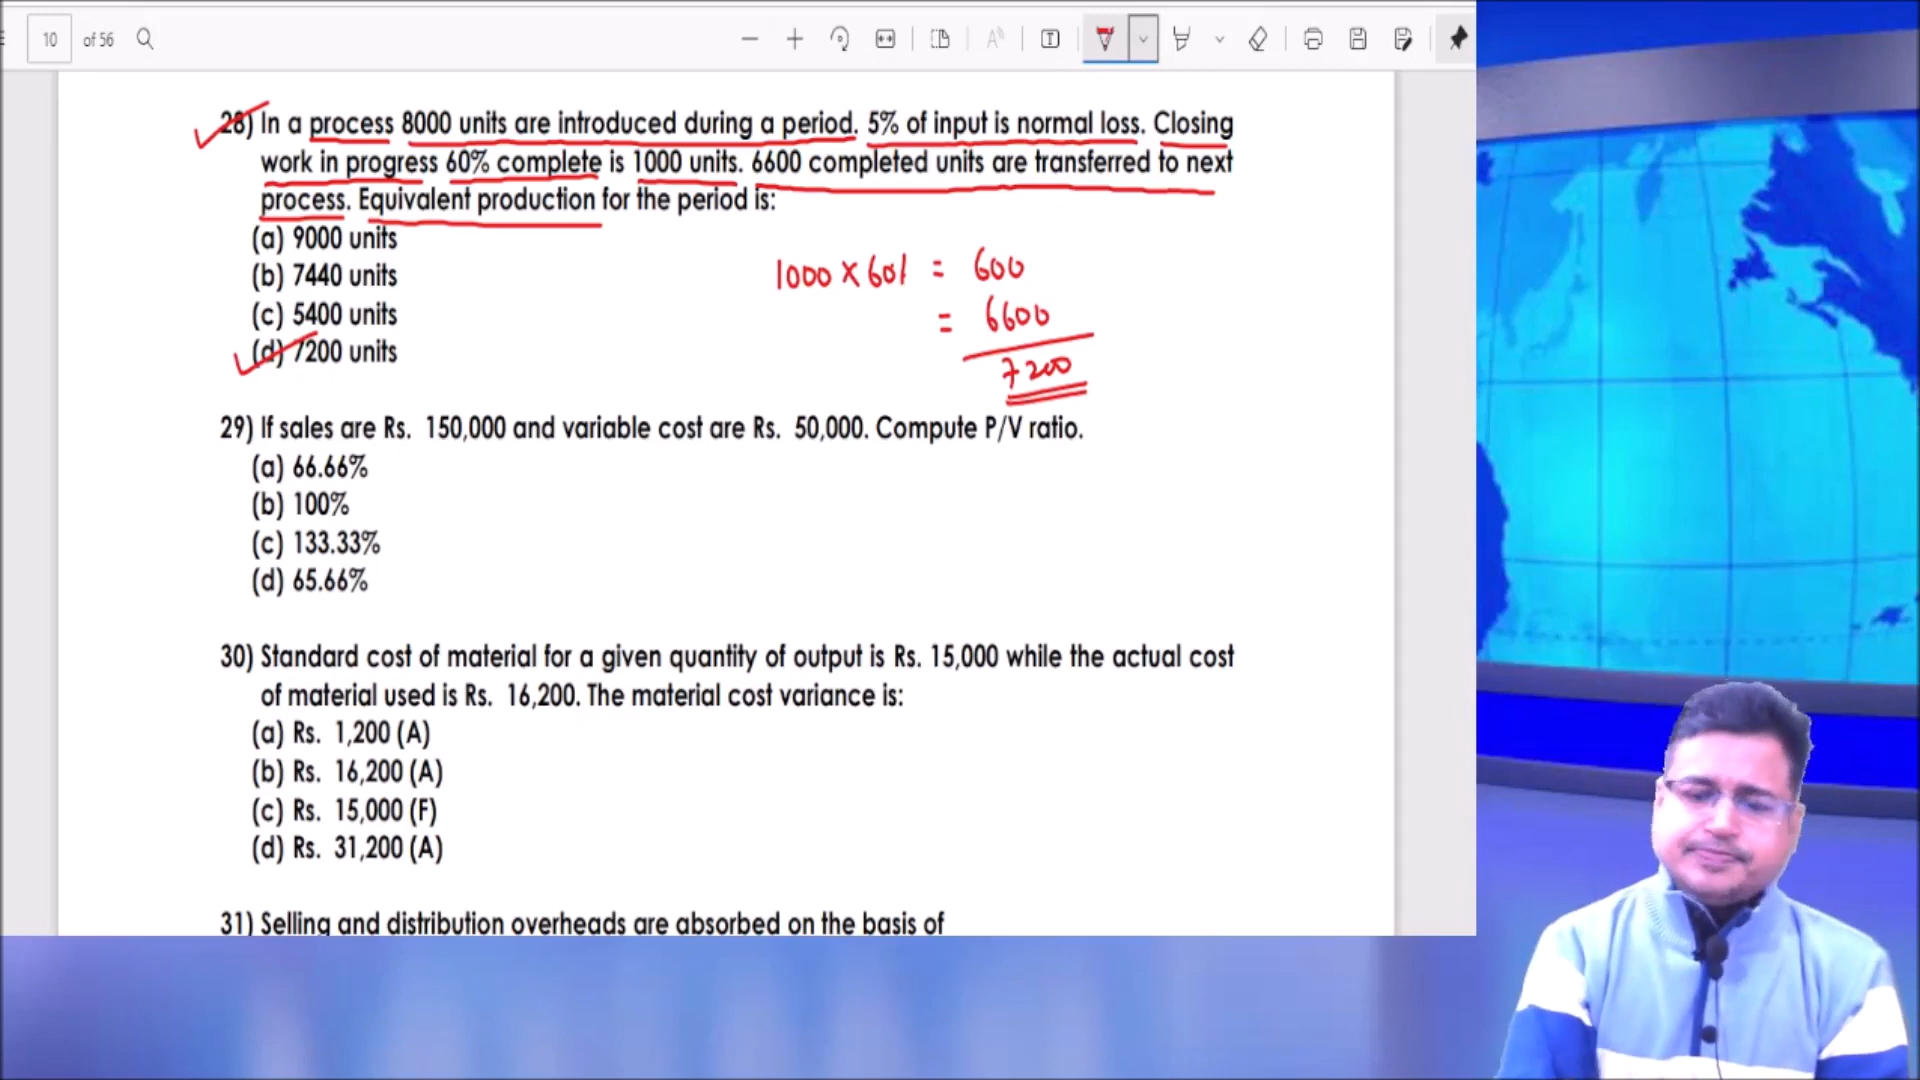 10 of 56
28) In a process 8000 units are introduced during a period. 5% of input is normal loss. Closing
work in progress 60% complete is 1000 units. 6600 completed units are transferred to next
process. Equivalent production for the period is:
(a) 9000 units
(b) 7440 units
(c) 5400 units
(d) 7200 units
1000 x 60% = 600
= 6600
7200
29) If sales are Rs. 150,000 and variable cost are Rs. 50,000. Compute P/V ratio.
(a) 66.66%
(b) 100%
(c) 133.33%
(d) 65.66%
30) Standard cost of material for a given quantity of output is Rs. 15,000 while the actual cost
of material used is Rs. 16,200. The material cost variance is:
(a) Rs. 1,200 (A)
(b) Rs. 16,200 (A)
(c) Rs. 15,000 (F)
(d) Rs. 31,200 (A)
31) Selling and distribution overheads are absorbed on the basis of